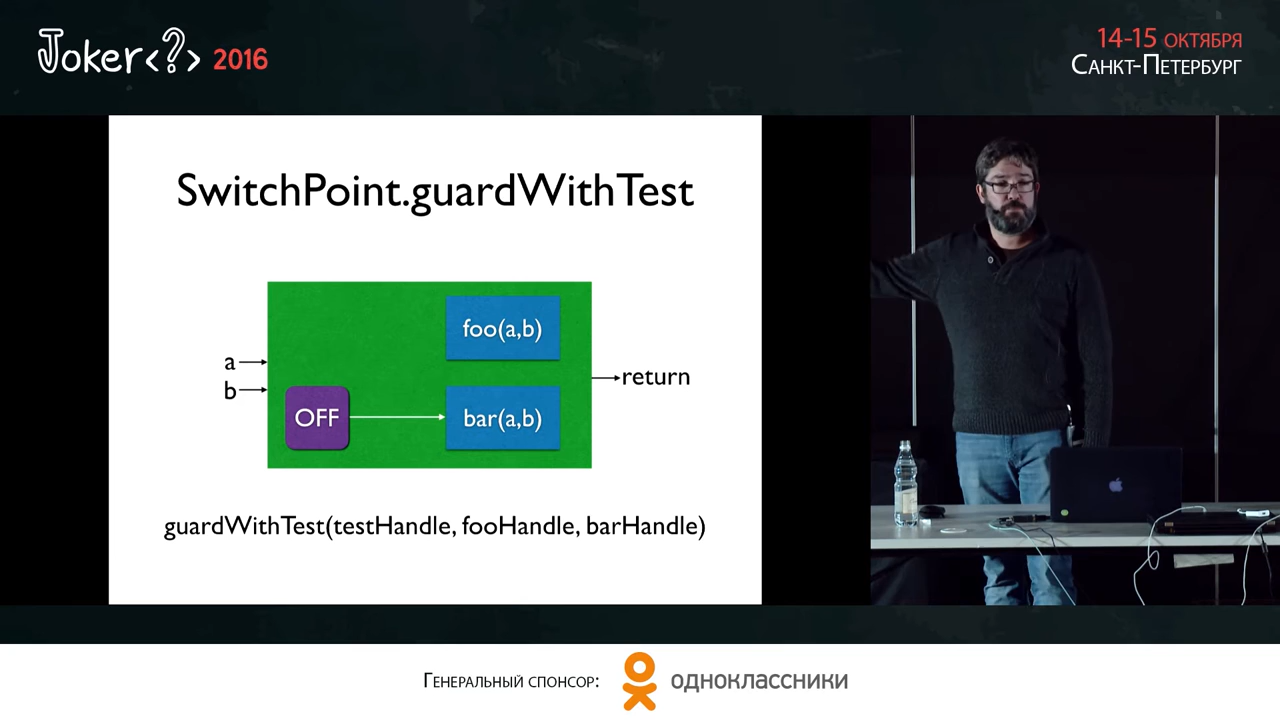 Joker<?> 2016
14-15 октября
Санкт-Петербург
SwitchPoint.guardWithTest
foo(a,b)
a
b
OFF
bar(a,b)
return
guardWithTest(testHandle, fooHandle, barHandle)
Генеральный спонсор:
одноклассники